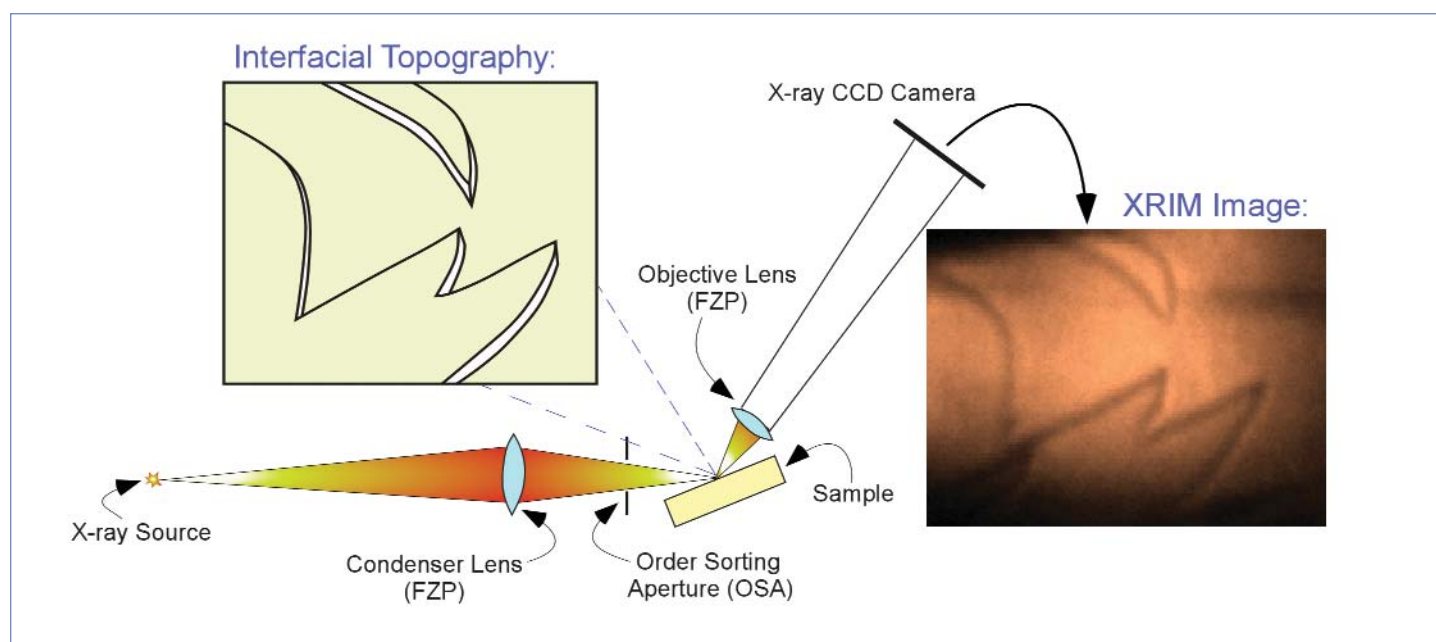 Interfacial Topography:
X-ray CCD Camera
XRIM Image:
Objective Lens
(FZP)
Sample
X-ray Source
Condenser Lens
(FZP)
Order Sorting
Aperture (OSA)